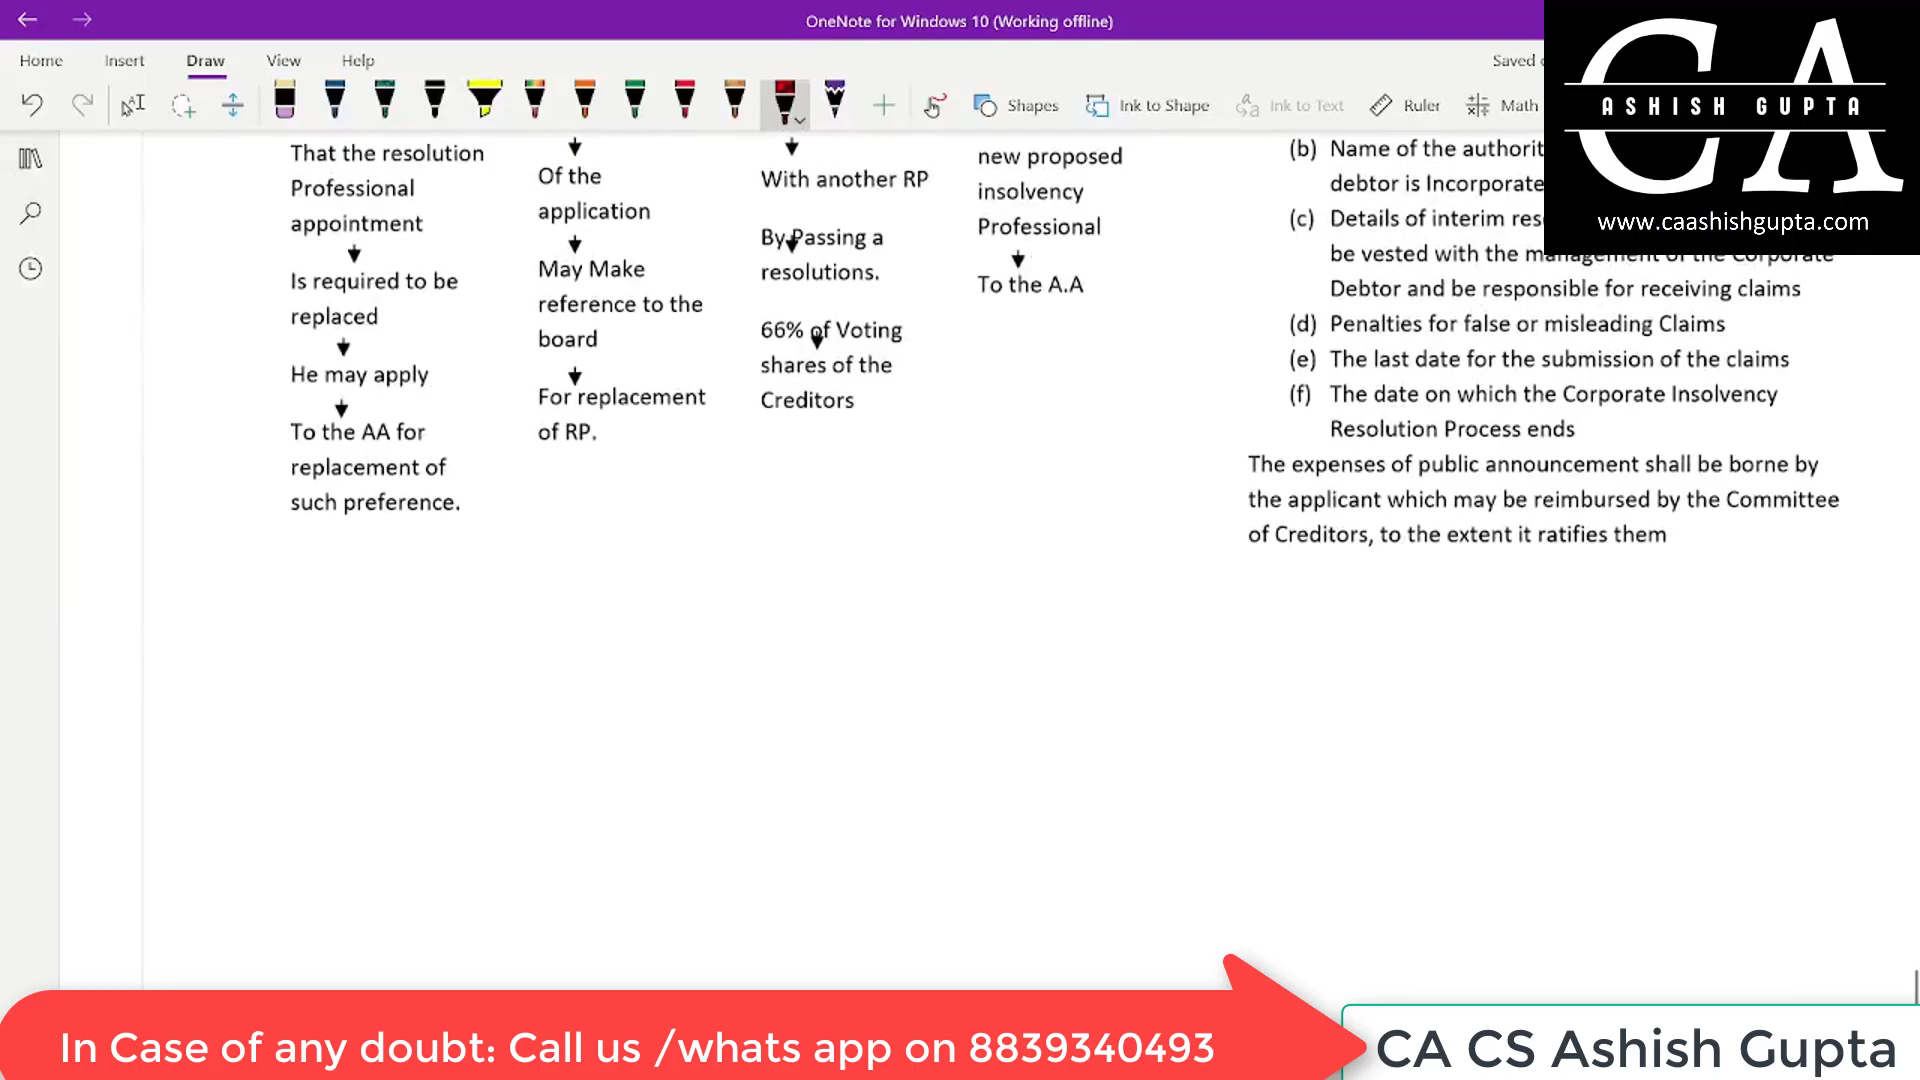 OneNote for Windows 10 (Working offline)
Home Insert Draw View Help Saved
Shapes Ink to Shape Ink to Text Ruler Math
CA
ASHISH GUPTA
www.caashishgupta.com
That the resolution
Professional
appointment
Is required to be
replaced
He may apply
To the AA for
replacement of
such preference.
Of the
application
May Make
reference to the
board
For replacement
of RP.
With another RP
By Passing a
resolutions.
66% of Voting
shares of the
Creditors
new proposed
insolvency
Professional
To the A.A
(b) Name of the
debtor is
(c) Details of interim
be vested with the management of the Corporate
Debtor and be responsible for receiving claims
(d) Penalties for false or misleading Claims
(e) The last date for the submission of the claims
(f) The date on which the Corporate Insolvency
Resolution Process ends
The expenses of public announcement shall be borne by
the applicant which may be reimbursed by the Committee
of Creditors, to the extent it ratifies them
In Case of any doubt: Call us /whats app on 8839340493
CA CS Ashish Gupta